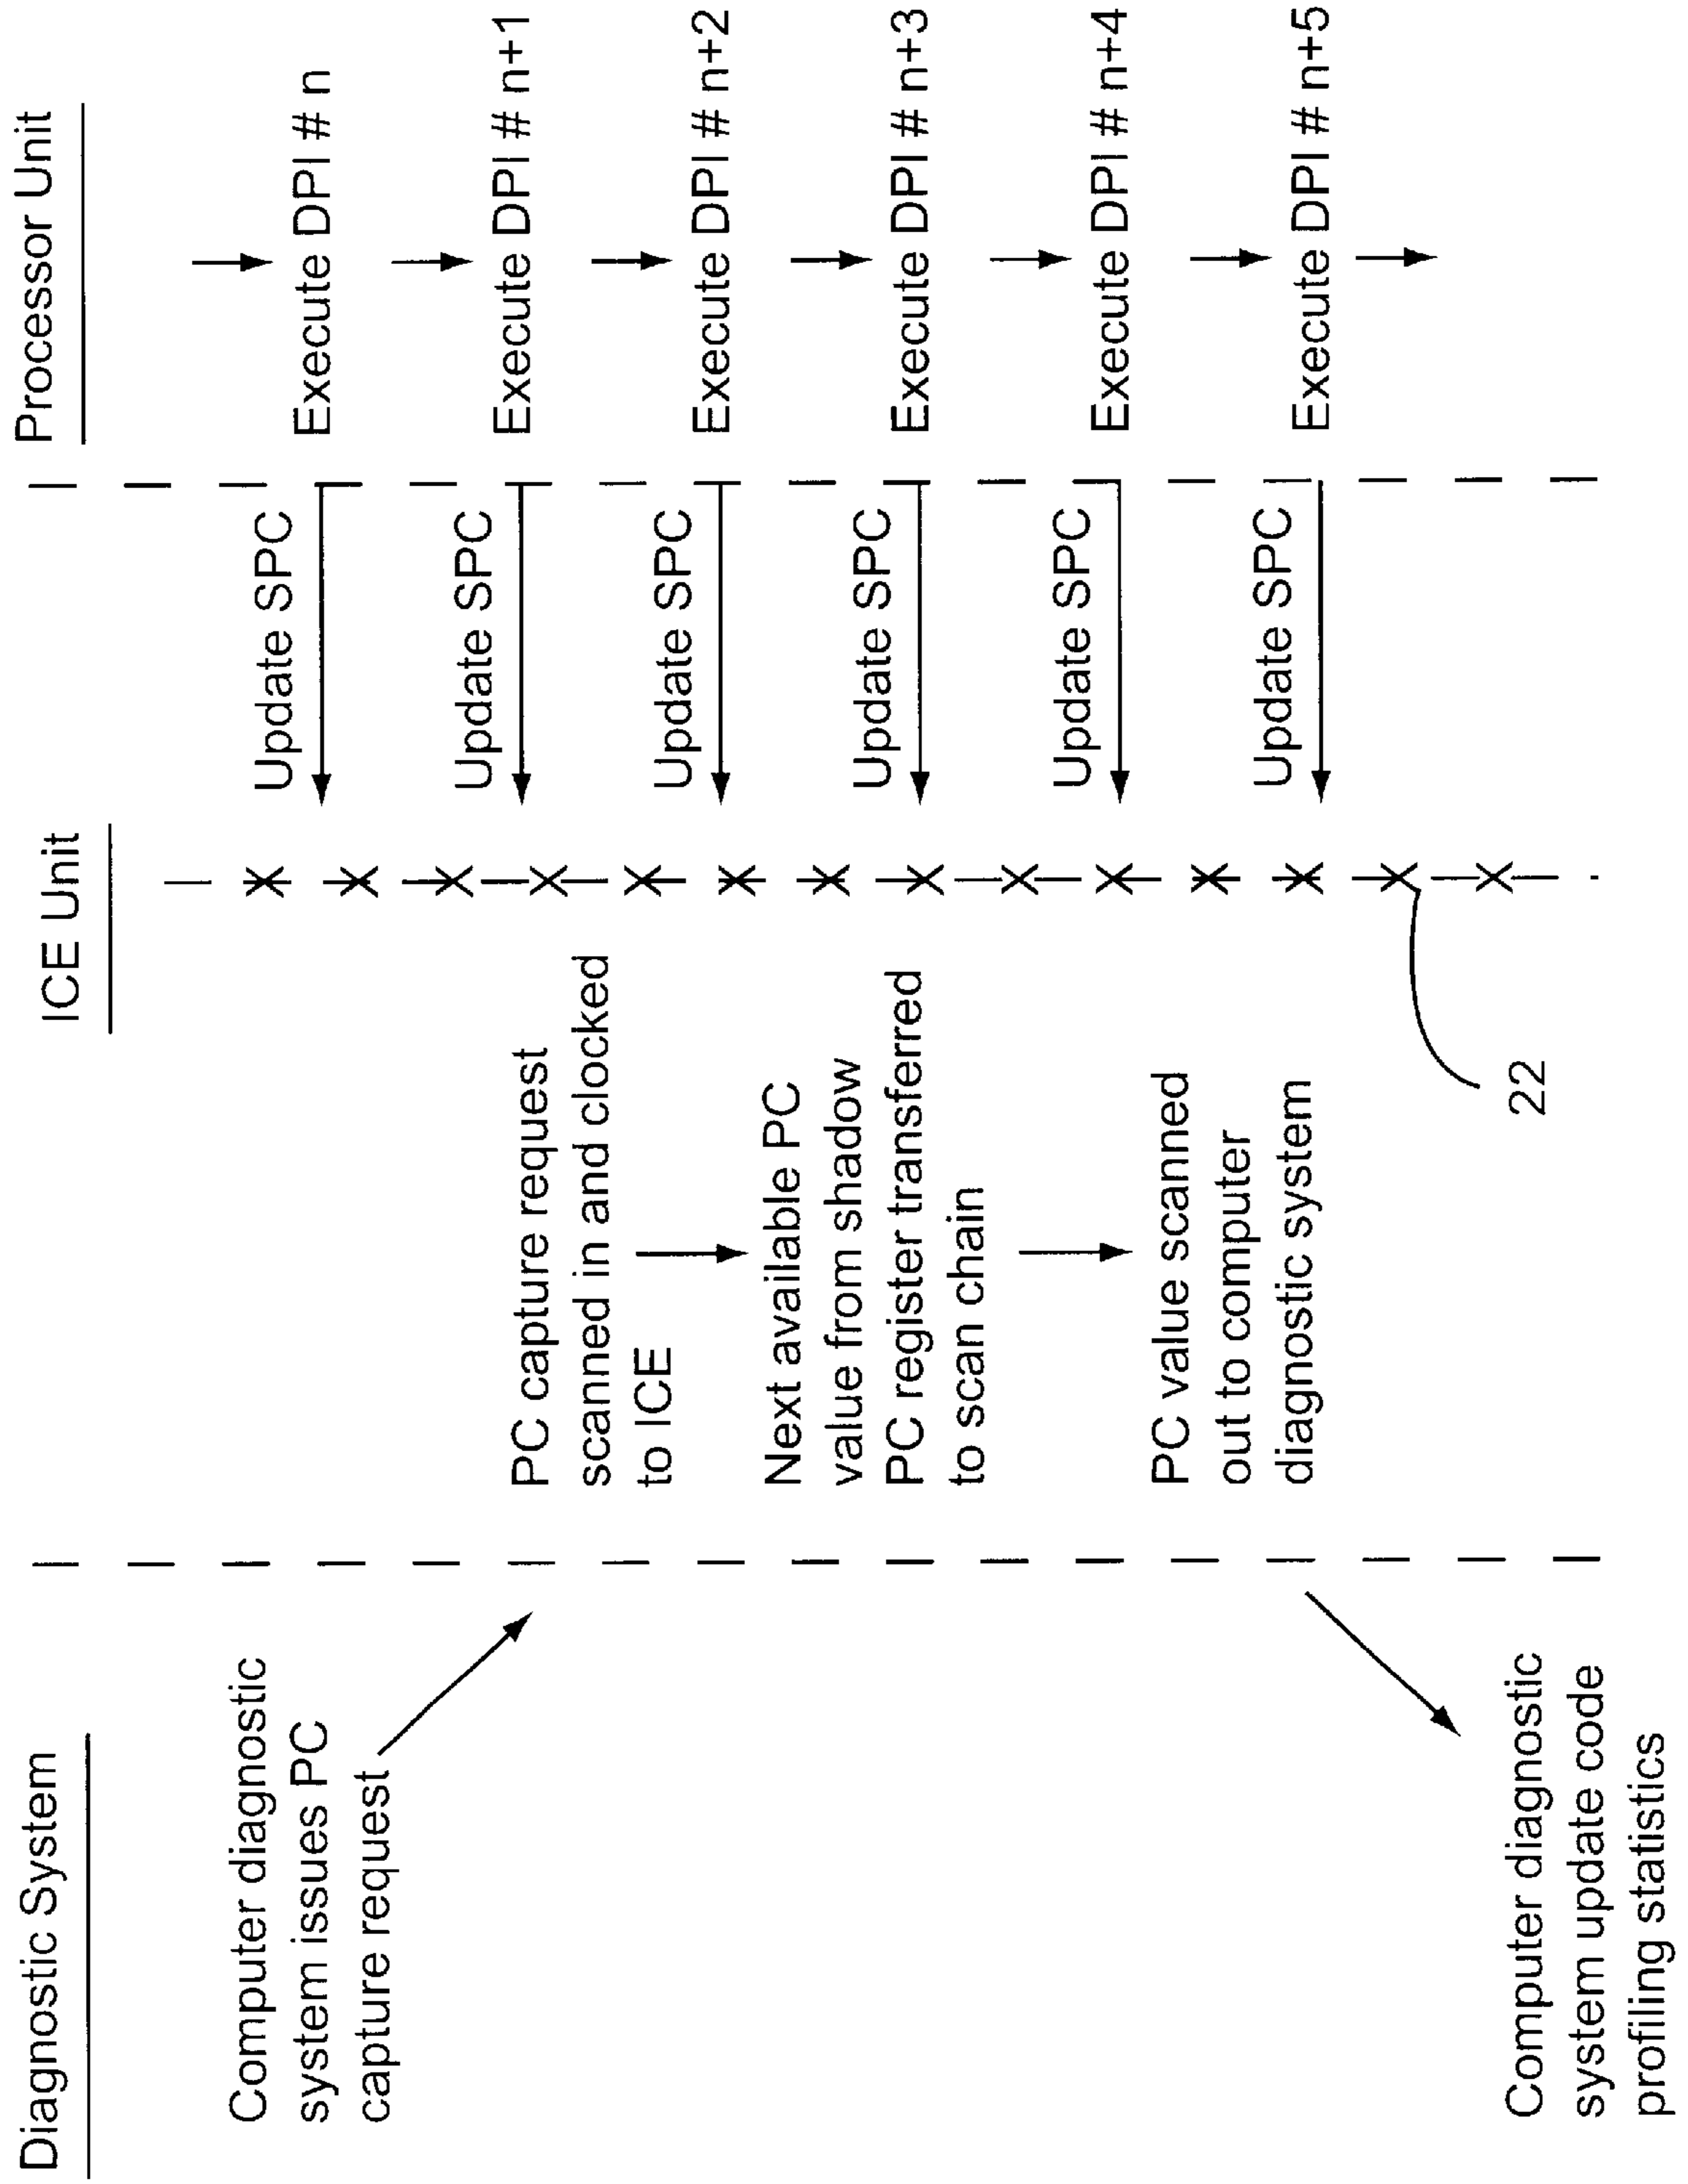 Diagnostic System
Computer diagnostic
system issues PC
capture request
Computer diagnostic
system update code
profiling statistics
ICE Unit
PC capture request
scanned in and clocked
to ICE
Next available PC
value from shadow
PC register transferred
to scan chain
PC value scanned
out to computer
diagnostic system
22
Update SPC
Update SPC
Update SPC
Update SPC
Update SPC
Update SPC
Processor Unit
Execute DPI # n
Execute DPI # n+1
Execute DPI # n+2
Execute DPI # n+3
Execute DPI # n+4
Execute DPI # n+5